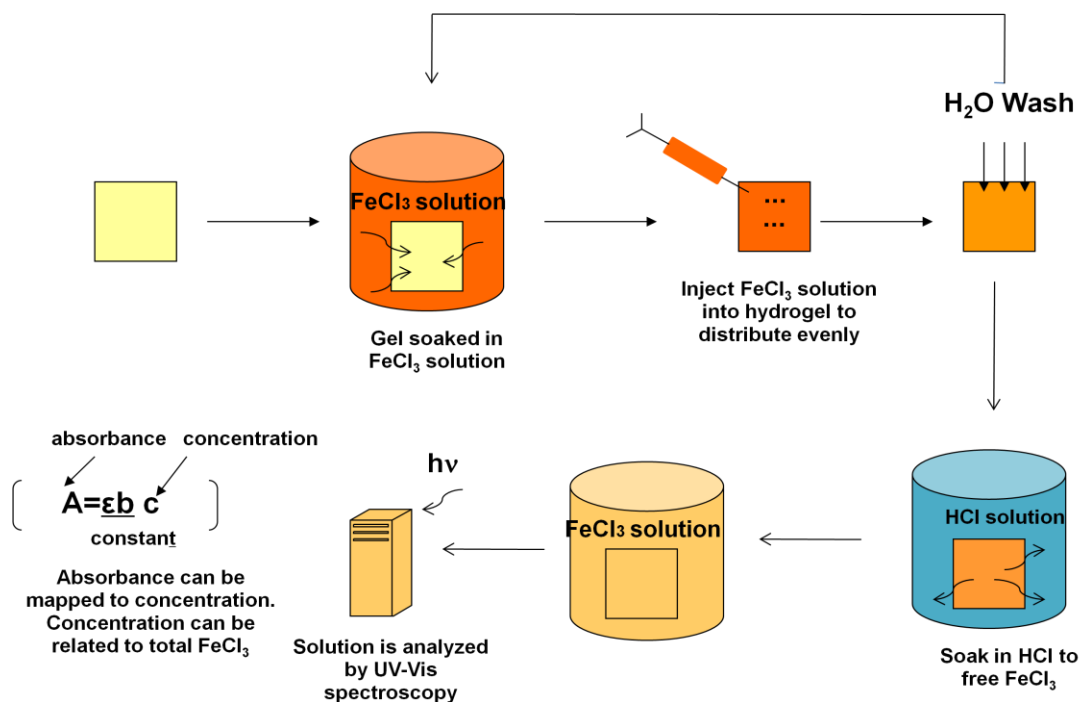 H₂O Wash
FeCl₃ solution
...
...
Gel soaked in
FeCl₃ solution
Inject FeCl₃ solution
into hydrogel to
distribute evenly
absorbance concentration
A=εb c
constant
Absorbance can be
mapped to concentration.
Concentration can be
related to total FeCl₃
hν
Solution is analyzed
by UV-Vis
spectroscopy
FeCl₃ solution
HCl solution
Soak in HCl to
free FeCl₃